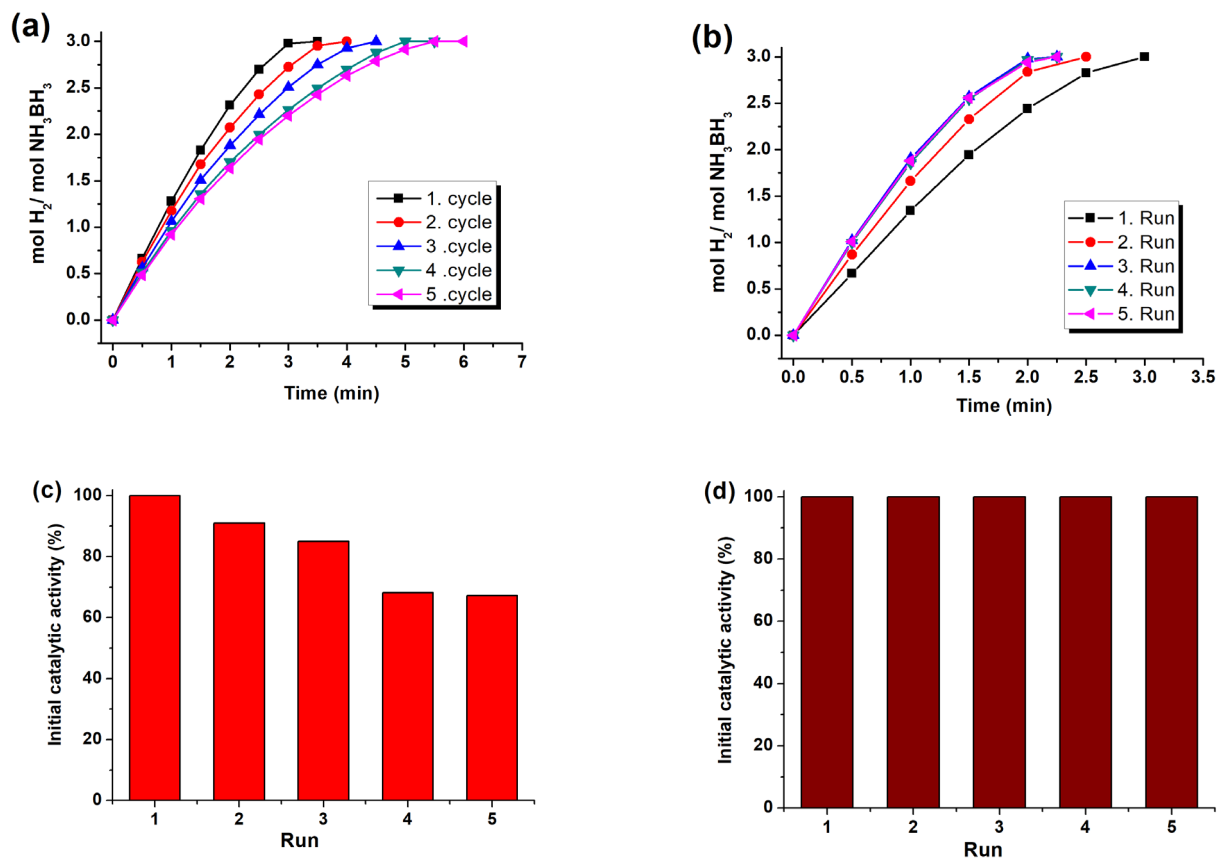 (a)
mol H₂/ mol NH₃BH₃
3.0
2.5
2.0
1.5
1.0
0.5
0.0
0 1 2 3 4 5 6 7
Time (min)
1. cycle
2. cycle
3 .cycle
4 .cycle
5 .cycle
(b)
mol H₂/ mol NH₃BH₃
3.0
2.5
2.0
1.5
1.0
0.5
0.0
0.0 0.5 1.0 1.5 2.0 2.5 3.0 3.5
Time (min)
1. Run
2. Run
3. Run
4. Run
5. Run
(c)
Initial catalytic activity (%)
100
80
60
40
20
0
1 2 3 4 5
Run
(d)
Initial catalytic activity (%)
100
80
60
40
20
0
1 2 3 4 5
Run